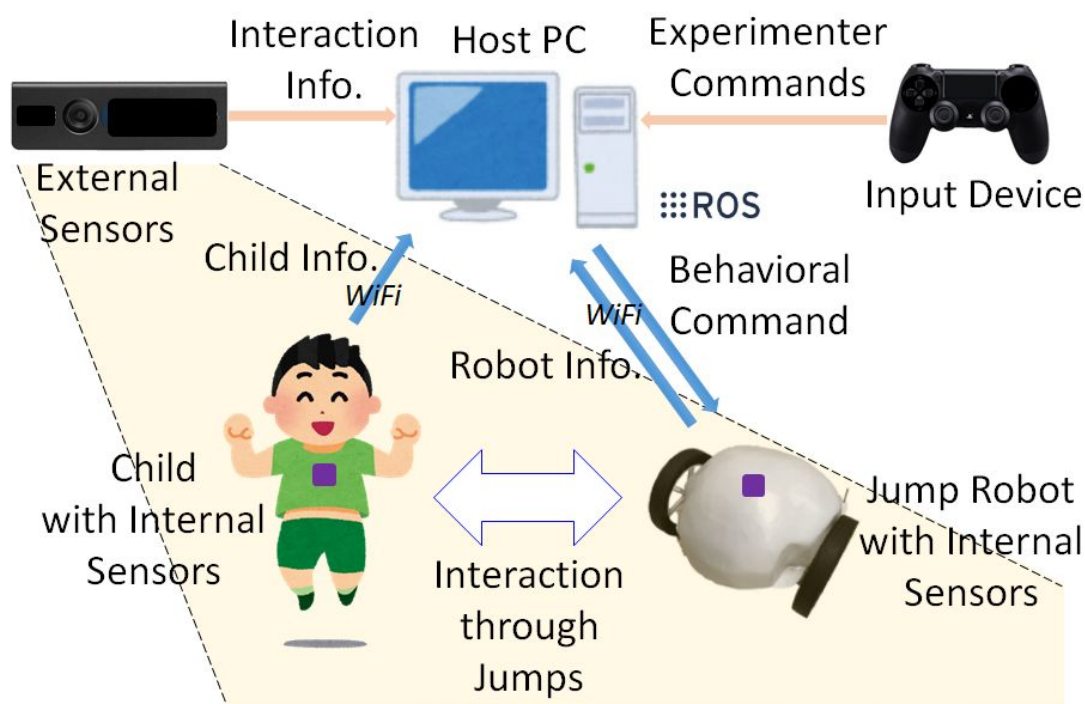 Interaction
Info.
Host PC
Experimenter
Commands
External
Sensors
Input Device
ROS
Child Info.
WiFi
Behavioral
Command
WiFi
Robot Info.
Child
with Internal
Sensors
Jump Robot
with Internal
Sensors
Interaction
through
Jumps